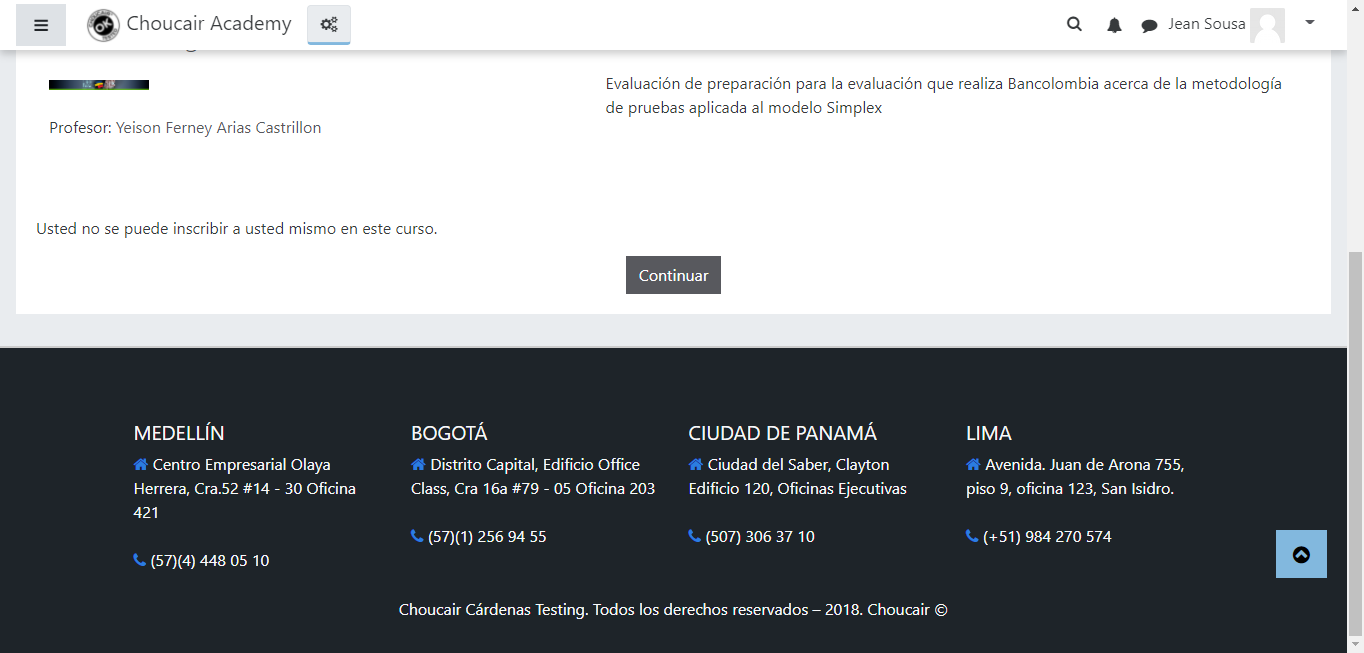 Choucair Academy
Jean Sousa
Evaluación de preparación para la evaluación que realiza Bancolombia acerca de la metodología
de pruebas aplicada al modelo Simplex
Profesor: Yeison Ferney Arias Castrillon
Usted no se puede inscribir a usted mismo en este curso.
Continuar
MEDELLÍN
Centro Empresarial Olaya
Herrera, Cra.52 #14 - 30 Oficina
421
(57)(4) 448 05 10
BOGOTÁ
Distrito Capital, Edificio Office
Class, Cra 16a #79 - 05 Oficina 203
(57)(1) 256 94 55
CIUDAD DE PANAMÁ
Ciudad del Saber, Clayton
Edificio 120, Oficinas Ejecutivas
(507) 306 37 10
LIMA
Avenida. Juan de Arona 755,
piso 9, oficina 123, San Isidro.
(+51) 984 270 574
Choucair Cárdenas Testing. Todos los derechos reservados – 2018. Choucair ©